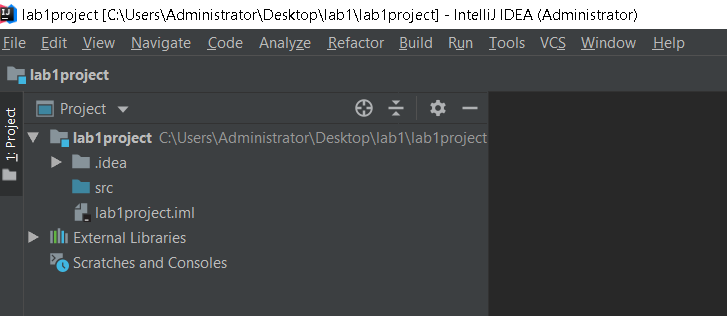 lab1project [C:\Users\Administrator\Desktop\lab1\lab1project] - IntelliJ IDEA (Administrator)
File Edit View Navigate Code Analyze Refactor Build Run Tools VCS Window Help
lab1project
1: Project
Project
lab1project C:\Users\Administrator\Desktop\lab1\lab1project
.idea
src
lab1project.iml
External Libraries
Scratches and Consoles